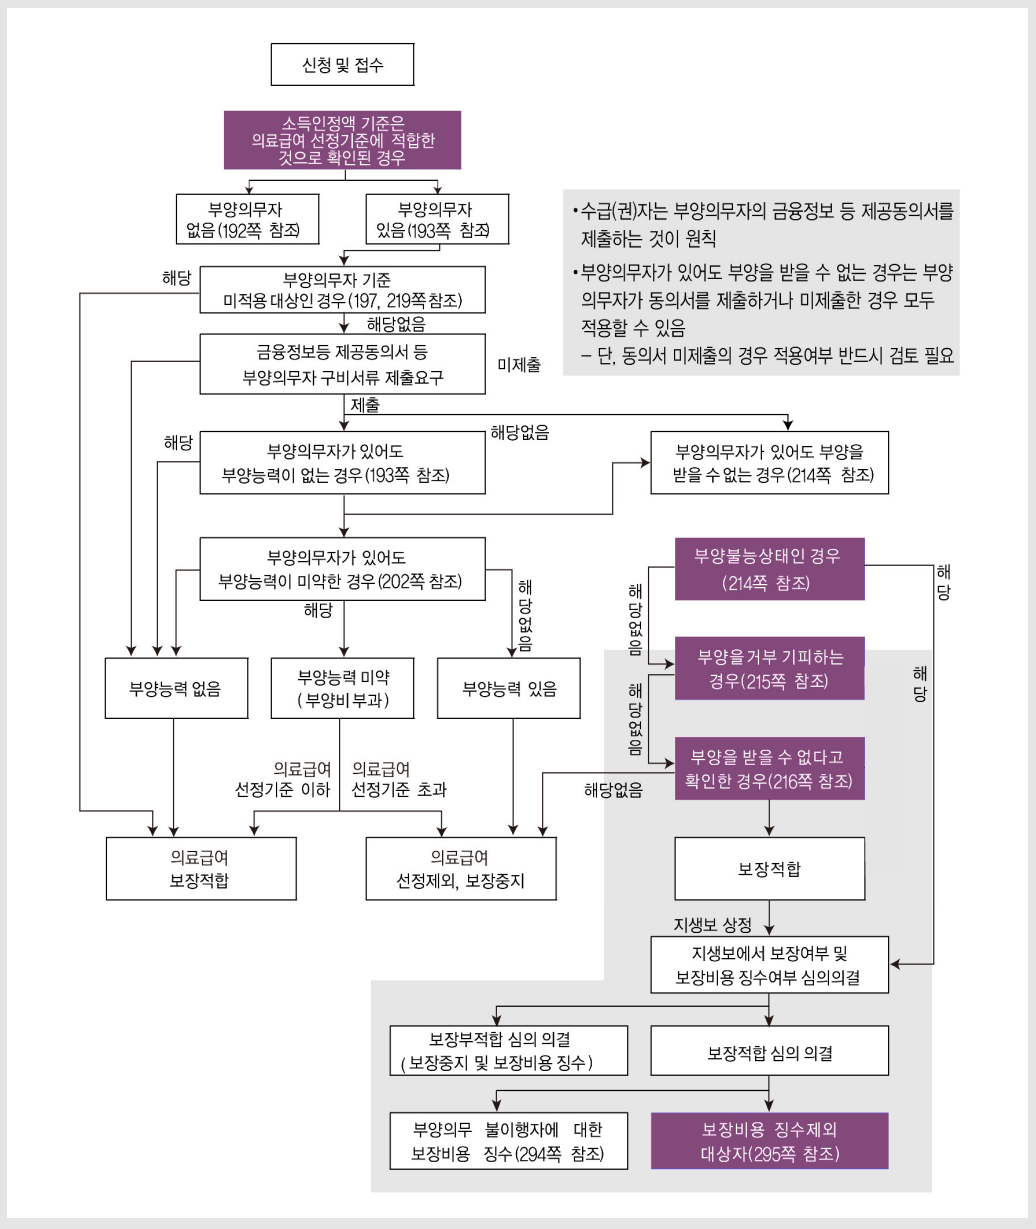 신청 및 접수
소득인정액 기준은
의료급여 선정기준에 적합한
것으로 확인된 경우
부양의무자
없음(192쪽 참조)
부양의무자
있음(193쪽 참조)
• 수급(권)자는 부양의무자의 금융정보 등 제공동의서를
제출하는 것이 원칙
• 부양의무자가 있어도 부양을 받을 수 없는 경우는 부양
의무자가 동의서를 제출하거나 미제출한 경우 모두
적용할 수 있음
– 단, 동의서 미제출의 경우 적용여부 반드시 검토 필요
해당
부양의무자 기준
미적용 대상인 경우(197, 219쪽 참조)
해당없음
금융정보등 제공동의서 등
부양의무자 구비서류 제출요구
미제출
제출
해당
부양의무자가 있어도
부양능력이 없는 경우(193쪽 참조)
해당없음
부양의무자가 있어도 부양을
받을 수 없는 경우(214쪽 참조)
부양의무자가 있어도
부양능력이 미약한 경우(202쪽 참조)
해당
해당없음
부양불능상태인 경우
(214쪽 참조)
해당
해당없음
부양을 거부 기피하는
경우(215쪽 참조)
해당
해당없음
부양을 받을 수 없다고
확인한 경우(216쪽 참조)
해당없음
부양능력 없음
부양능력 미약
(부양비 부과)
부양능력 있음
의료급여
선정기준 이하
의료급여
선정기준 초과
의료급여
보장적합
의료급여
선정제외, 보장중지
보장적합
지생보 상정
지생보에서 보장여부 및
보장비용 징수여부 심의의결
보장부적합 심의 의결
(보장중지 및 보장비용 징수)
보장적합 심의 의결
부양의무 불이행자에 대한
보장비용 징수(294쪽 참조)
보장비용 징수제외
대상자(295쪽 참조)